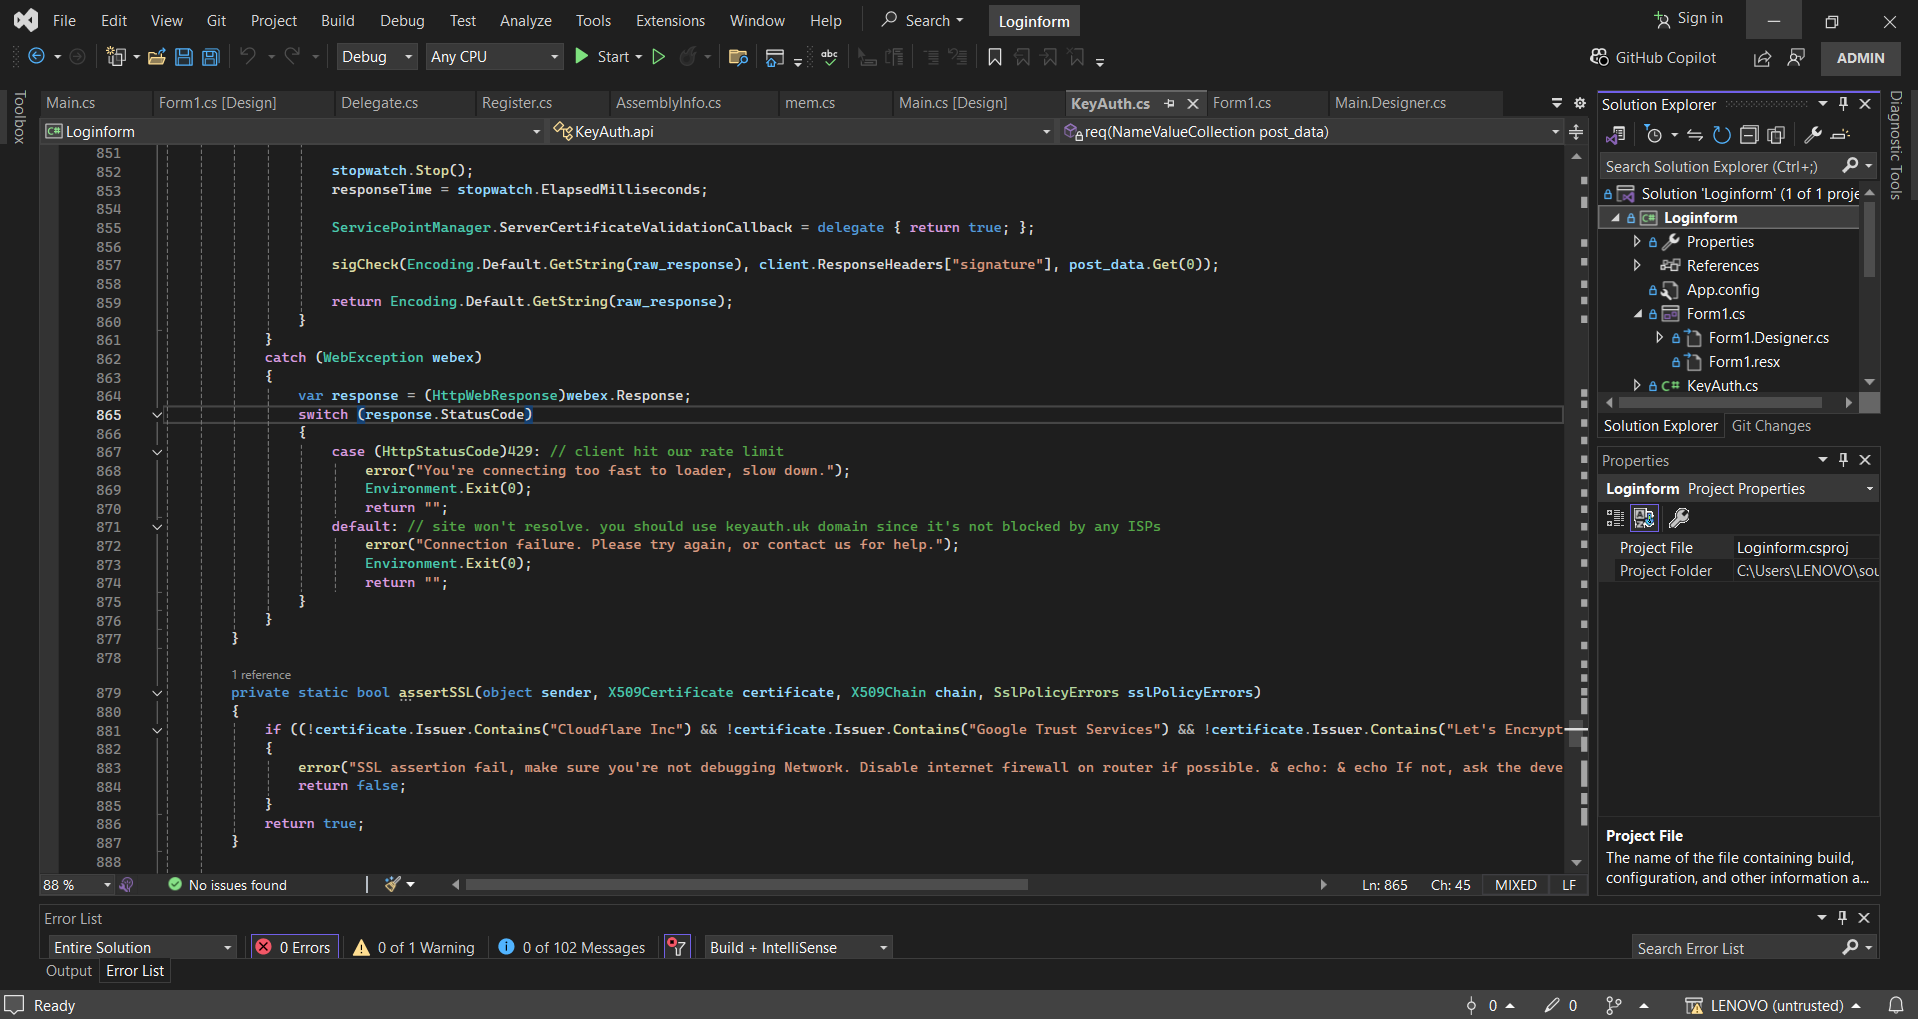 File Edit View Git Project Build Debug Test Analyze Tools Extensions Window Help Search Loginform Sign in
Debug Any CPU Start abc GitHub Copilot ADMIN
Toolbox
Main.cs Form1.cs [Design] Delegate.cs Register.cs AssemblyInfo.cs mem.cs Main.cs [Design] KeyAuth.cs Form1.cs Main.Designer.cs
C# Loginform KeyAuth.api req(NameValueCollection post_data)
851
852 stopwatch.Stop();
853 responseTime = stopwatch.ElapsedMilliseconds;
854
855 ServicePointManager.ServerCertificateValidationCallback = delegate { return true; };
856
857 sigCheck(Encoding.Default.GetString(raw_response), client.ResponseHeaders["signature"], post_data.Get(0));
858
859 return Encoding.Default.GetString(raw_response);
860 }
861 }
862 catch (WebException webex)
863 {
864 var response = (HttpWebResponse)webex.Response;
865 switch (response.StatusCode)
866 {
867 case (HttpStatusCode)429: // client hit our rate limit
868 error("You're connecting too fast to loader, slow down.");
869 Environment.Exit(0);
870 return "";
871 default: // site won't resolve. you should use keyauth.uk domain since it's not blocked by any ISPs
872 error("Connection failure. Please try again, or contact us for help.");
873 Environment.Exit(0);
874 return "";
875 }
876 }
877 }
878
1 reference
879 private static bool assertSSL(object sender, X509Certificate certificate, X509Chain chain, SslPolicyErrors sslPolicyErrors)
880 {
881 if ((!certificate.Issuer.Contains("Cloudflare Inc") && !certificate.Issuer.Contains("Google Trust Services") && !certificate.Issuer.Contains("Let's Encrypt
882 {
883 error("SSL assertion fail, make sure you're not debugging Network. Disable internet firewall on router if possible. & echo: & echo If not, ask the deve
884 return false;
885 }
886 return true;
887 }
888
88 % No issues found Ln: 865 Ch: 45 MIXED LF
Solution Explorer
Search Solution Explorer (Ctrl+;)
Solution 'Loginform' (1 of 1 proje
C# Loginform
Properties
References
App.config
Form1.cs
Form1.Designer.cs
Form1.resx
C# KeyAuth.cs
Solution Explorer Git Changes
Properties
Loginform Project Properties
Project File Loginform.csproj
Project Folder C:\Users\LENOVO\sou
Project File
The name of the file containing build,
configuration, and other information a...
Diagnostic Tools
Error List
Entire Solution 0 Errors 0 of 1 Warning 0 of 102 Messages Build + IntelliSense Search Error List
Output Error List
Ready 0 0 LENOVO (untrusted)